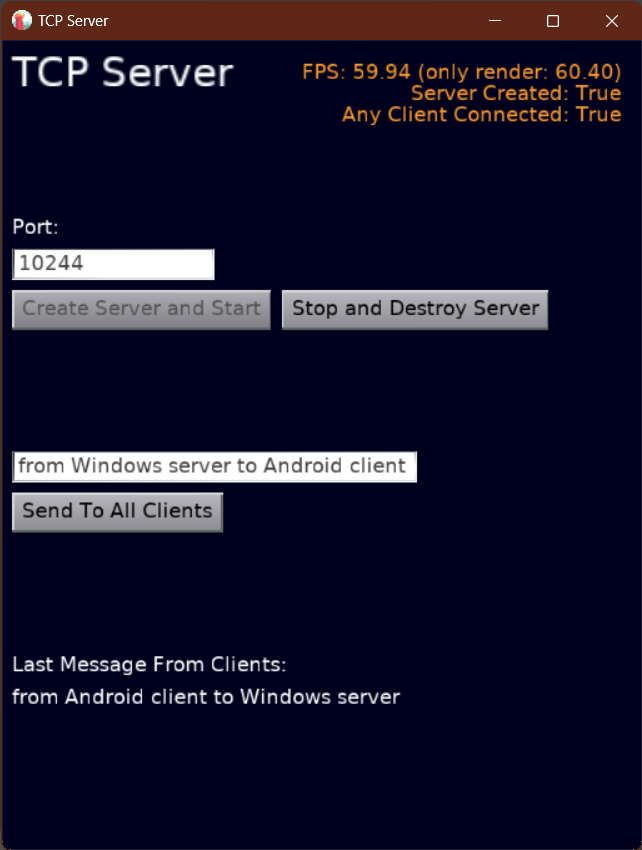 TCP Server
TCP Server
FPS: 59.94 (only render: 60.40)
Server Created: True
Any Client Connected: True
Port:
10244
Create Server and Start
Stop and Destroy Server
from Windows server to Android client
Send To All Clients
Last Message From Clients:
from Android client to Windows server